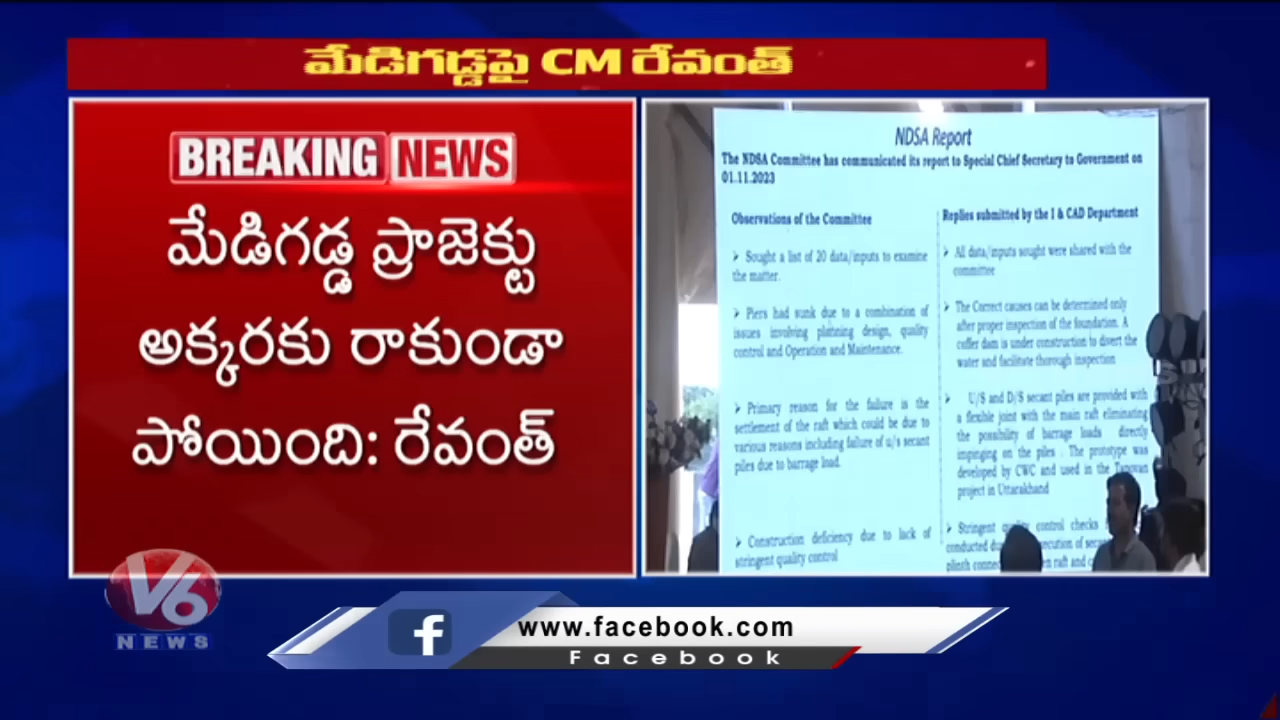 మేడిగడ్డపై CM రేవంత్
BREAKING NEWS
మేడిగడ్డ ప్రాజెక్టు
అక్కరకు రాకుండా
పోయింది: రేవంత్
NDSA Report
The NDSA Committee has communicated its report to Special Chief Secretary to Government on
01.11.2023
Observations of the Committee
➢ Sought a list of 20 data/inputs to examine
the matter.
➢ Piers had sunk due to a combination of
issues involving planning design, quality
control and Operation and Maintenance.
➢ Primary reason for the failure is the
settlement of the raft which could be due to
various reasons including failure of u/s secant
piles due to barrage load.
➢ Construction deficiency due to lack of
stringent quality control
Replies submitted by the I & CAD Department
➢ All data/inputs sought were shared with the
committee
➢ The Correct causes can be determined only
after proper inspection of the foundation. A
coffer dam is under construction to divert the
water and facilitate thorough inspection
➢ U/S and D/S secant piles are provided with
a flexible joint with the main raft eliminating
the possibility of barrage loads directly
impinging on the piles . The prototype was
developed by CWC and used in the Tapovan
project in Uttarakhand
➢ Stringent quality control checks
conducted
raft and
V6
NEWS
f
www.facebook.com
Facebook